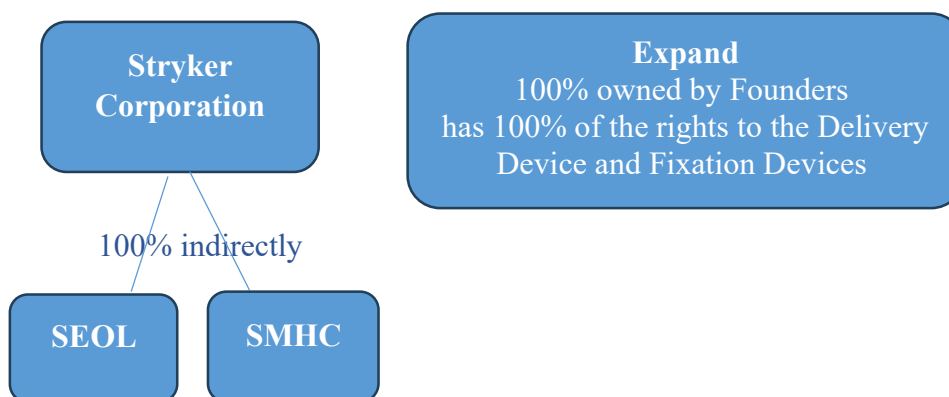 Stryker
Corporation
Expand
100% owned by Founders
has 100% of the rights to the Delivery
Device and Fixation Devices
100% indirectly
SEOL
SMHC